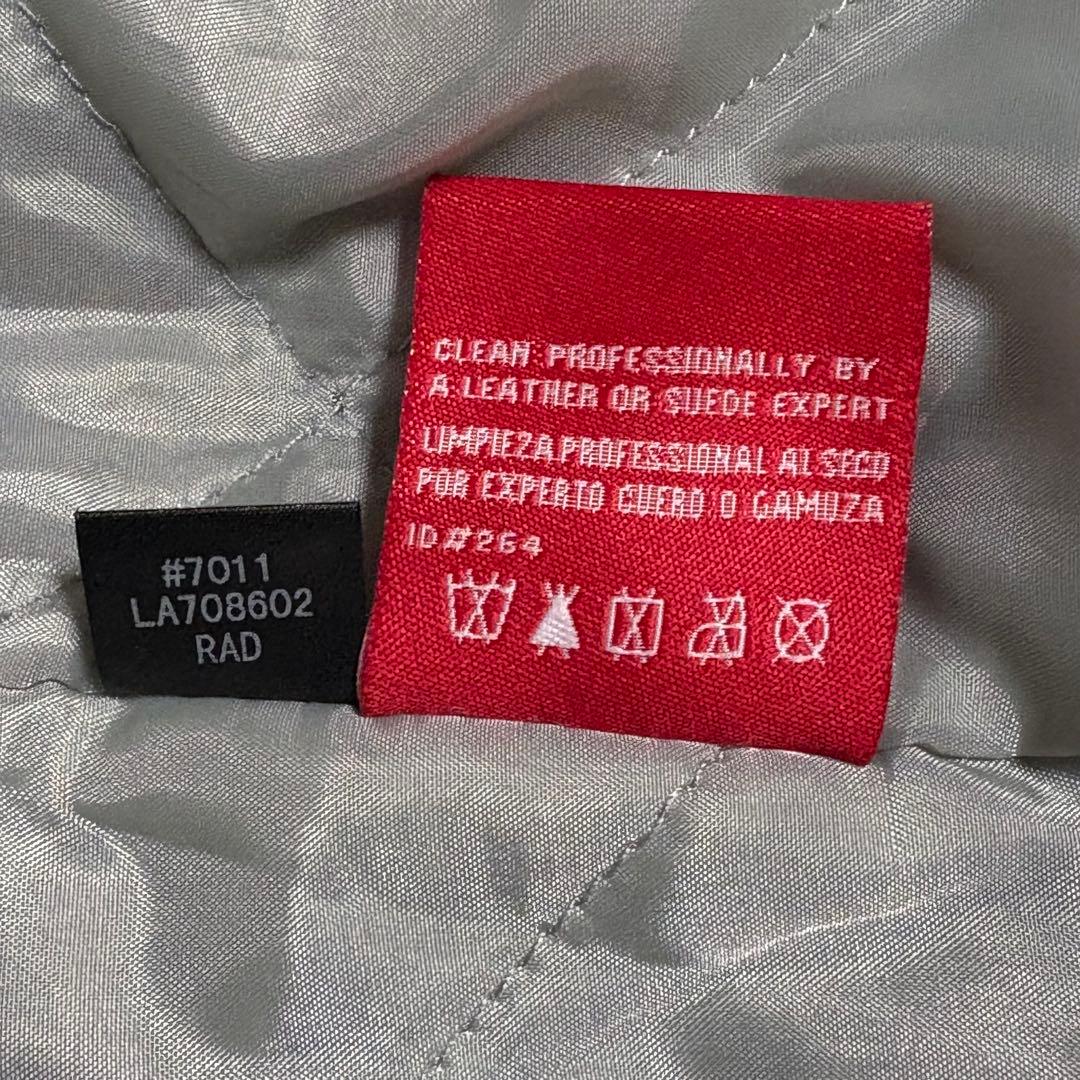 CLEAN PROFESSIONALLY BY
A LEATHER OR SUEDE EXPERT
LIMPIEZA PROFESSIONAL AL SECO
POR EXPERTO CUERO O GAMUZA
ID#264
#7011
LA708602
RAD